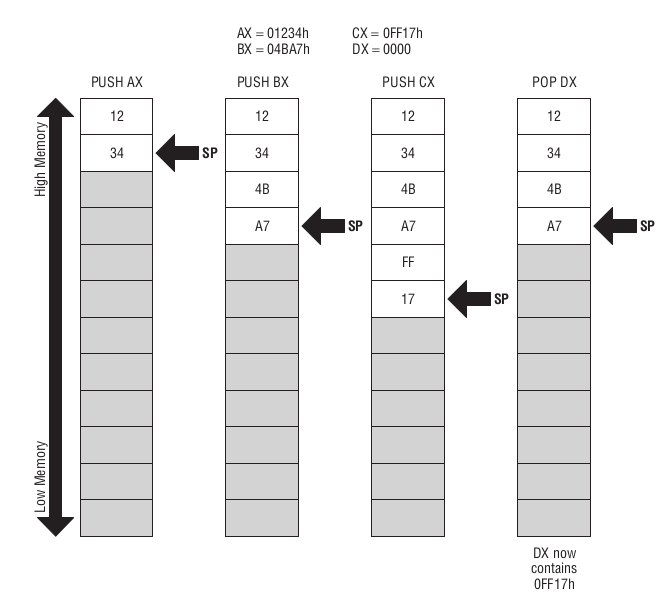 AX = 01234h CX = 0FF17h
BX = 04BA7h DX = 0000
PUSH AX PUSH BX PUSH CX POP DX
High Memory
12 12 12 12
34 SP 34 34 34
4B 4B 4B
A7 SP A7 A7 SP
FF
17 SP
Low Memory
DX now
contains
0FF17h